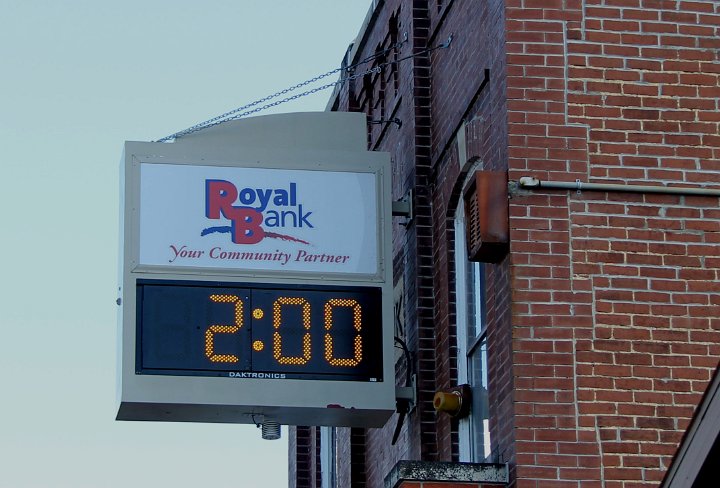 Royal
Bank
Your Community Partner
2:00
DAKTRONICS